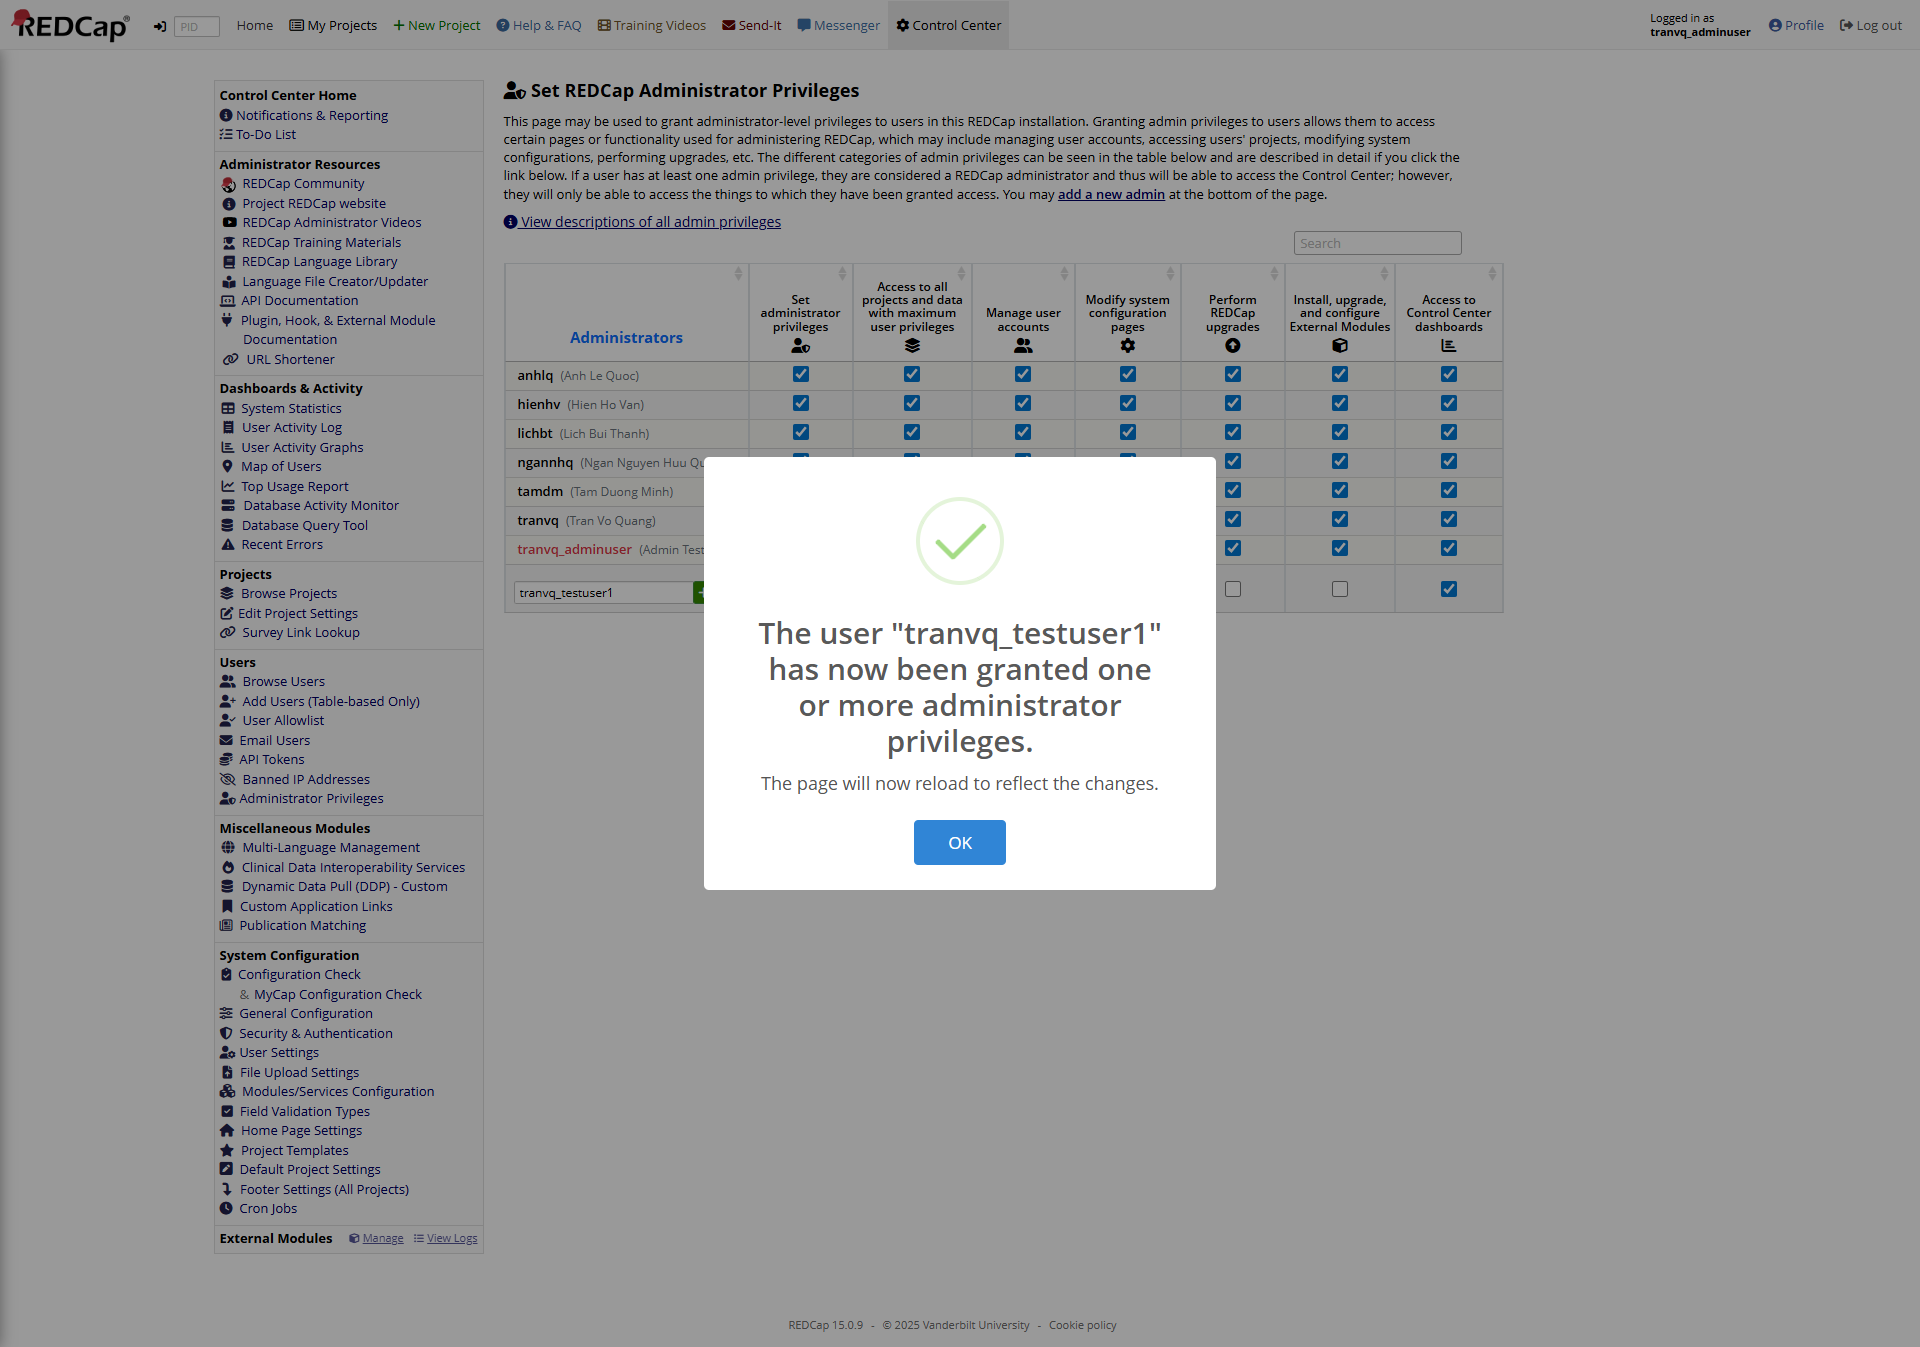 REDCap®
PID
Home
My Projects
New Project
Help & FAQ
Training Videos
Send-It
Messenger
Control Center
Logged in as
tranvq_adminuser
Profile
Log out
Control Center Home
Notifications & Reporting
To-Do List
Administrator Resources
REDCap Community
Project REDCap website
REDCap Administrator Videos
REDCap Training Materials
REDCap Language Library
Language File Creator/Updater
API Documentation
Plugin, Hook, & External Module
Documentation
URL Shortener
Dashboards & Activity
System Statistics
User Activity Log
User Activity Graphs
Map of Users
Top Usage Report
Database Activity Monitor
Database Query Tool
Recent Errors
Projects
Browse Projects
Edit Project Settings
Survey Link Lookup
Users
Browse Users
Add Users (Table-based Only)
User Allowlist
Email Users
API Tokens
Banned IP Addresses
Administrator Privileges
Miscellaneous Modules
Multi-Language Management
Clinical Data Interoperability Services
Dynamic Data Pull (DDP) - Custom
Custom Application Links
Publication Matching
System Configuration
Configuration Check
& MyCap Configuration Check
General Configuration
Security & Authentication
User Settings
File Upload Settings
Modules/Services Configuration
Field Validation Types
Home Page Settings
Project Templates
Default Project Settings
Footer Settings (All Projects)
Cron Jobs
External Modules Manage View Logs
Set REDCap Administrator Privileges
This page may be used to grant administrator-level privileges to users in this REDCap installation. Granting admin privileges to users allows them to access
certain pages or functionality used for administering REDCap, which may include managing user accounts, accessing users' projects, modifying system
configurations, performing upgrades, etc. The different categories of admin privileges can be seen in the table below and are described in detail if you click the
link below. If a user has at least one admin privilege, they are considered a REDCap administrator and thus will be able to access the Control Center; however,
they will only be able to access the things to which they have been granted access. You may add a new admin at the bottom of the page.
View descriptions of all admin privileges
Search
Administrators
Set
administrator
privileges
Access to all
projects and data
with maximum
user privileges
Manage user
accounts
Modify system
configuration
pages
Perform
REDCap
upgrades
Install, upgrade,
and configure
External Modules
Access to
Control Center
dashboards
anhlq (Anh Le Quoc)
hienhv (Hien Ho Van)
lichbt (Lich Bui Thanh)
ngannhq (Ngan Nguyen Huu Qu
tamdm (Tam Duong Minh)
tranvq (Tran Vo Quang)
tranvq_adminuser (Admin Test
tranvq_testuser1
The user "tranvq_testuser1"
has now been granted one
or more administrator
privileges.
The page will now reload to reflect the changes.
OK
REDCap 15.0.9 - © 2025 Vanderbilt University - Cookie policy